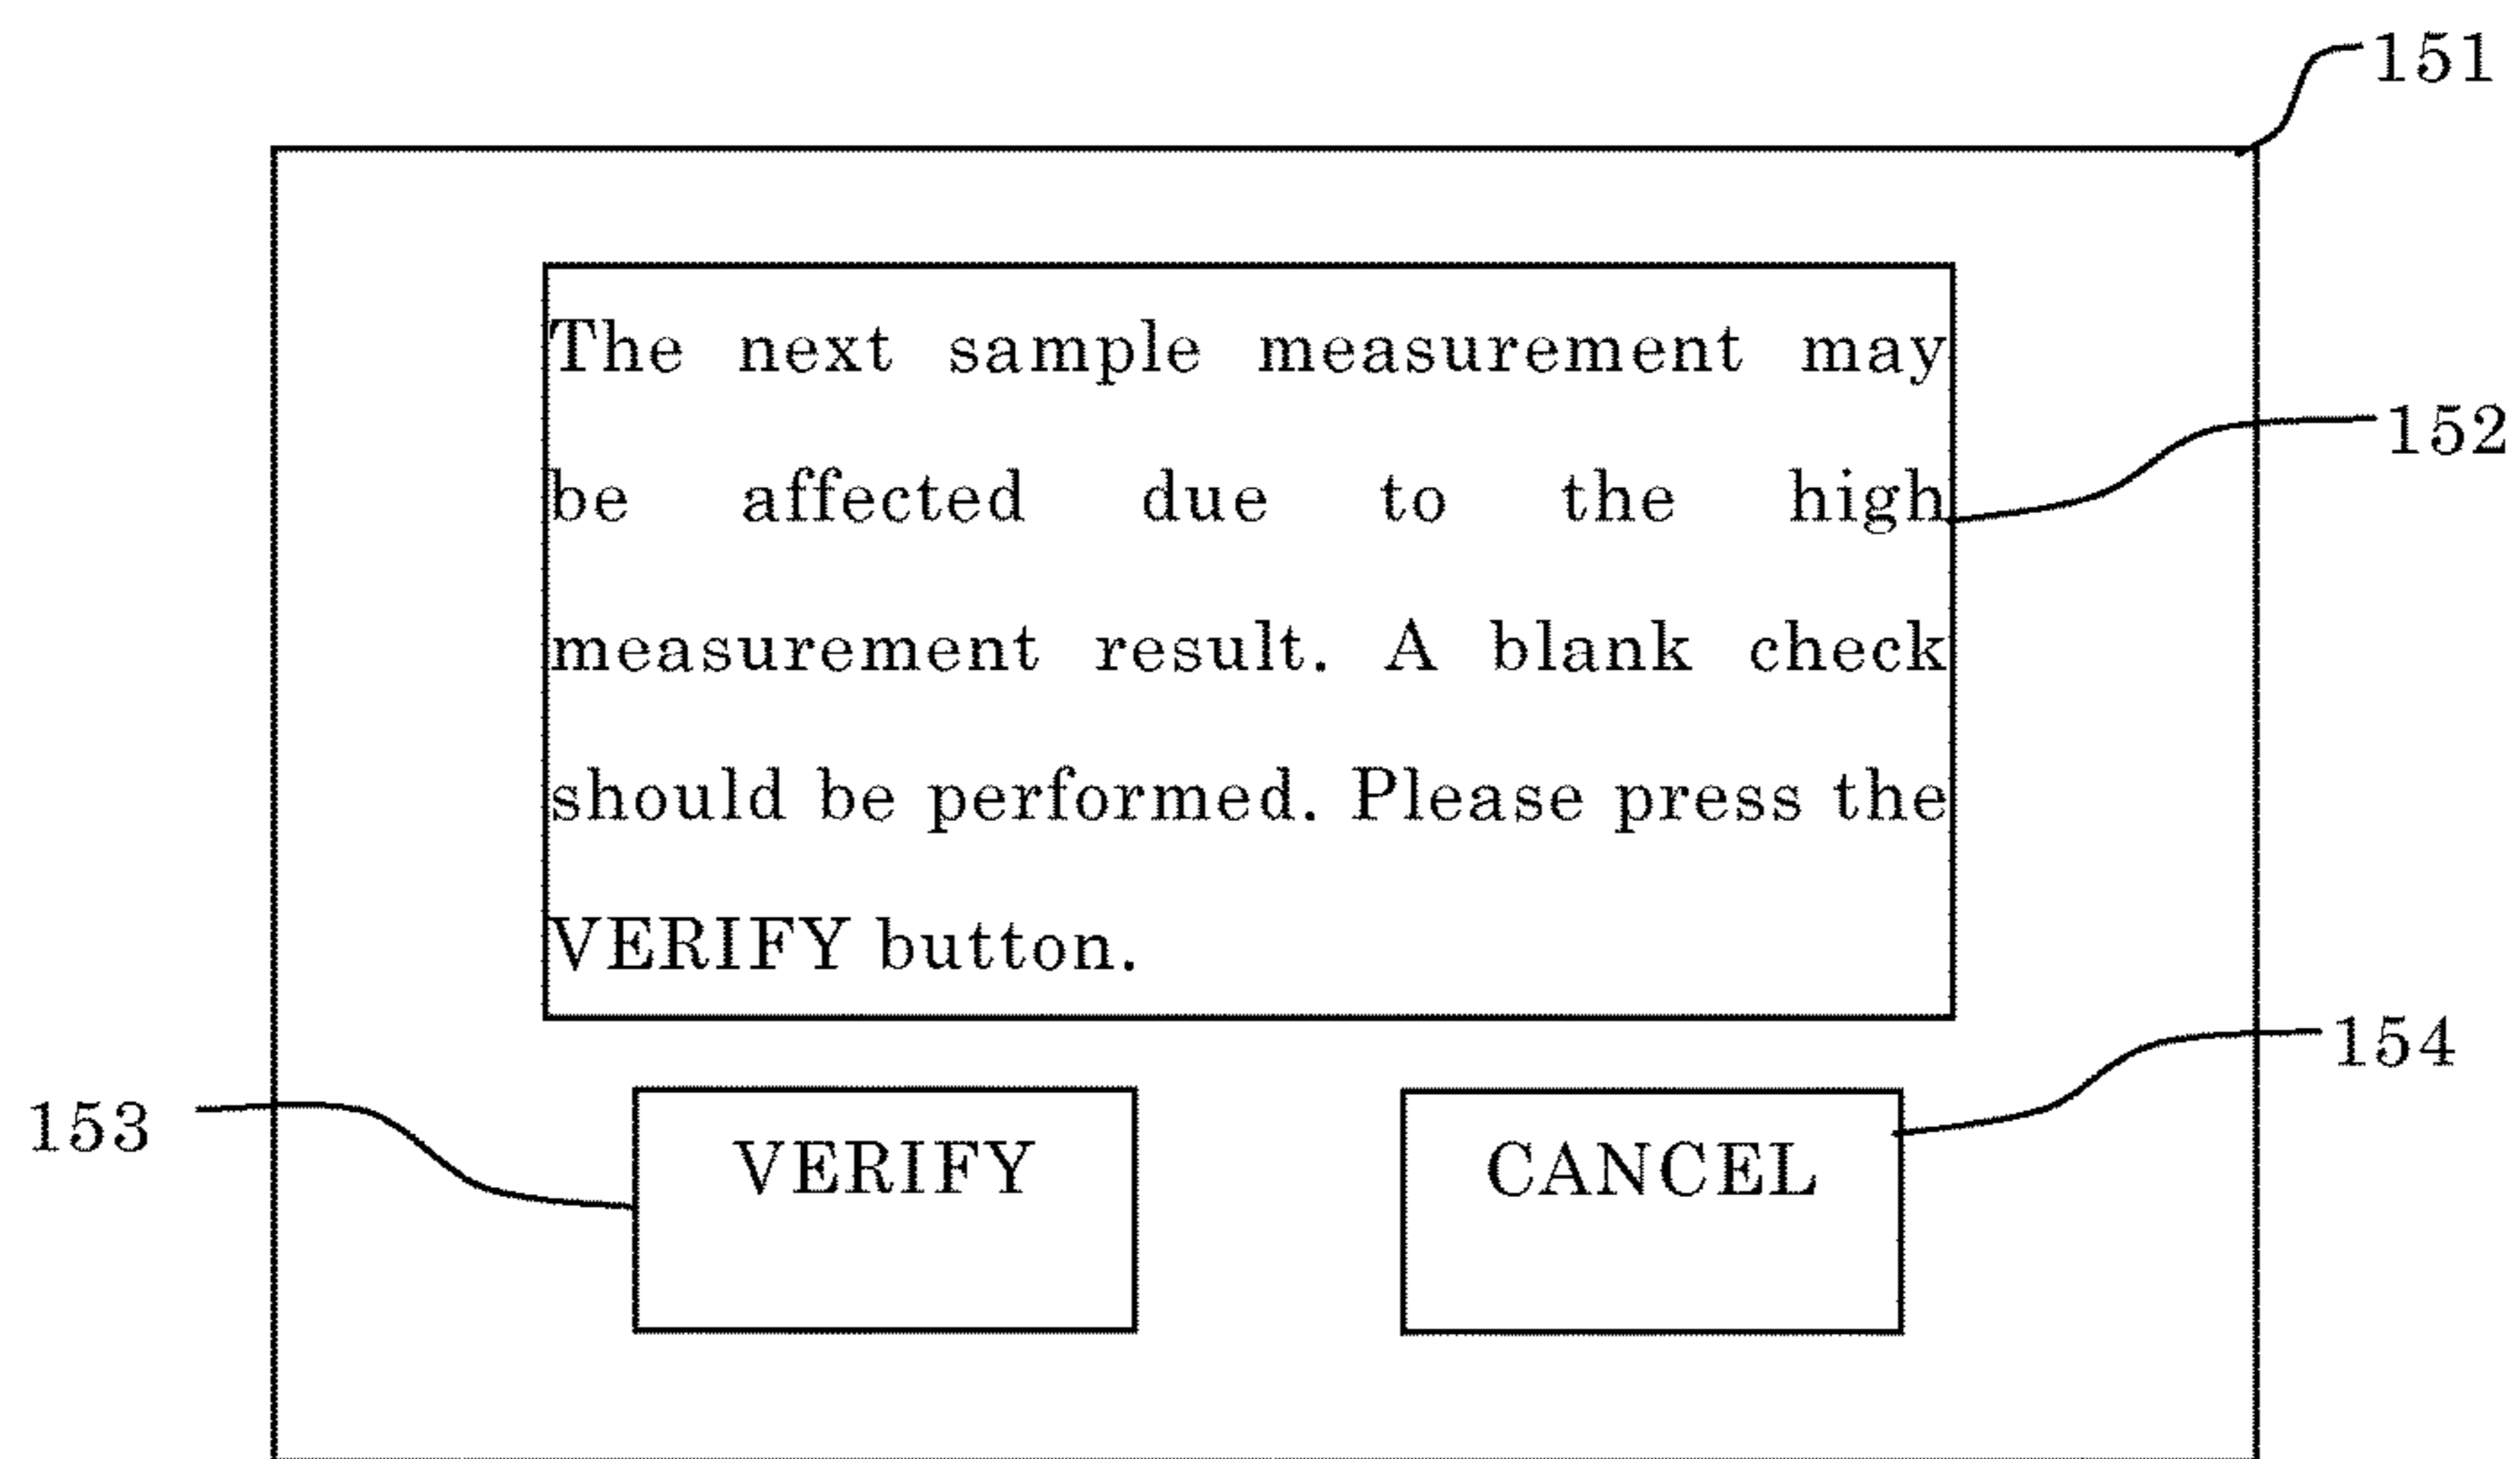 151
The next sample measurement may
be affected due to the high
152
measurement result. A blank check
should be performed. Please press the
VERIFY button.
154
153
VERIFY
CANCEL